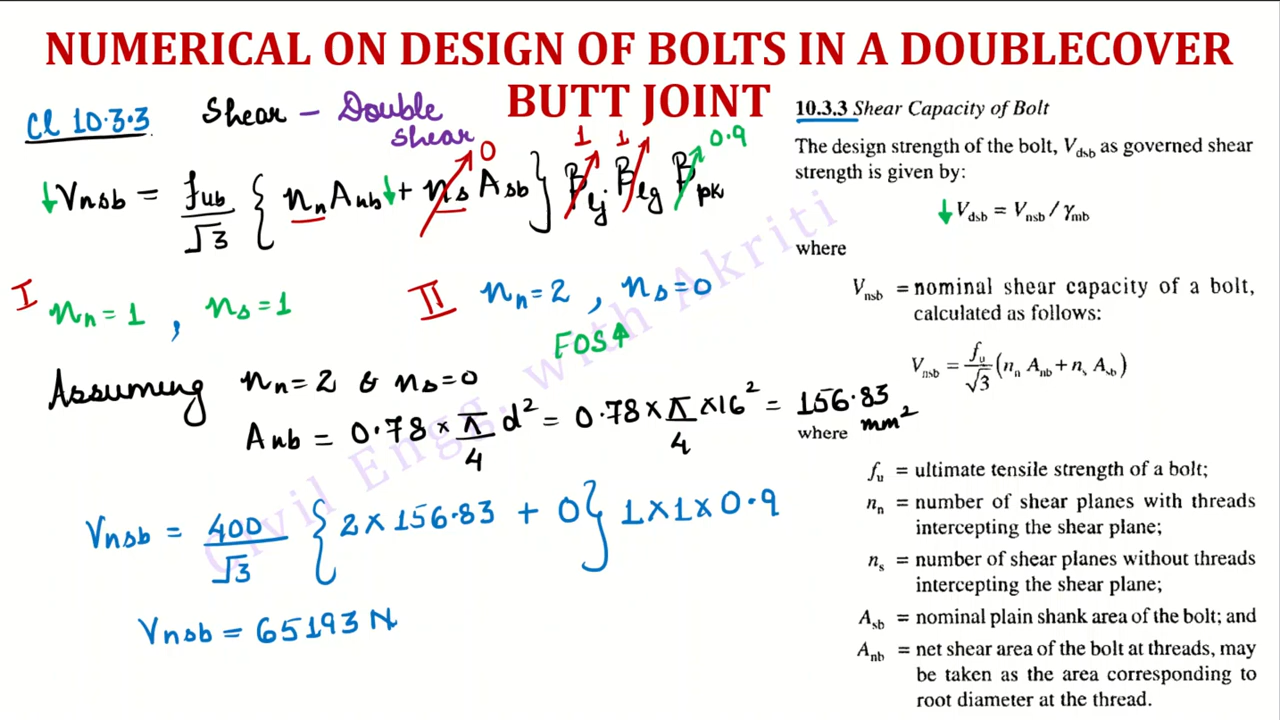 NUMERICAL ON DESIGN OF BOLTS IN A DOUBLECOVER
BUTT JOINT
Cl 10.3.3 Shear – Double
shear
↓Vnsb = fub/√3 { nn Anb↓ + ns Asb } βlj βlg βpk
0 1 1 0.9
I nn=1 , ns=1
II nn=2 , ns=0
FOS↑
Assuming nn=2 & ns=0
Anb = 0.78 × π/4 d² = 0.78 × π/4 × 16² = 156.83
mm²
Vnsb = 400/√3 { 2 × 156.83 + 0 } 1 × 1 × 0.9
Vnsb = 65193 N
10.3.3 Shear Capacity of Bolt
The design strength of the bolt, Vdsb as governed shear
strength is given by:
↓Vdsb = Vnsb / γmb
where
Vnsb = nominal shear capacity of a bolt,
calculated as follows:
Vnsb = fu/√3 (nn Anb + ns Asb)
where
fu = ultimate tensile strength of a bolt;
nn = number of shear planes with threads
intercepting the shear plane;
ns = number of shear planes without threads
intercepting the shear plane;
Asb = nominal plain shank area of the bolt; and
Anb = net shear area of the bolt at threads, may
be taken as the area corresponding to
root diameter at the thread.
Civil Engg. with Akriti